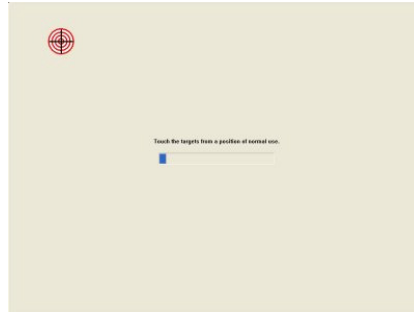 Touch the targets from a position of normal use.